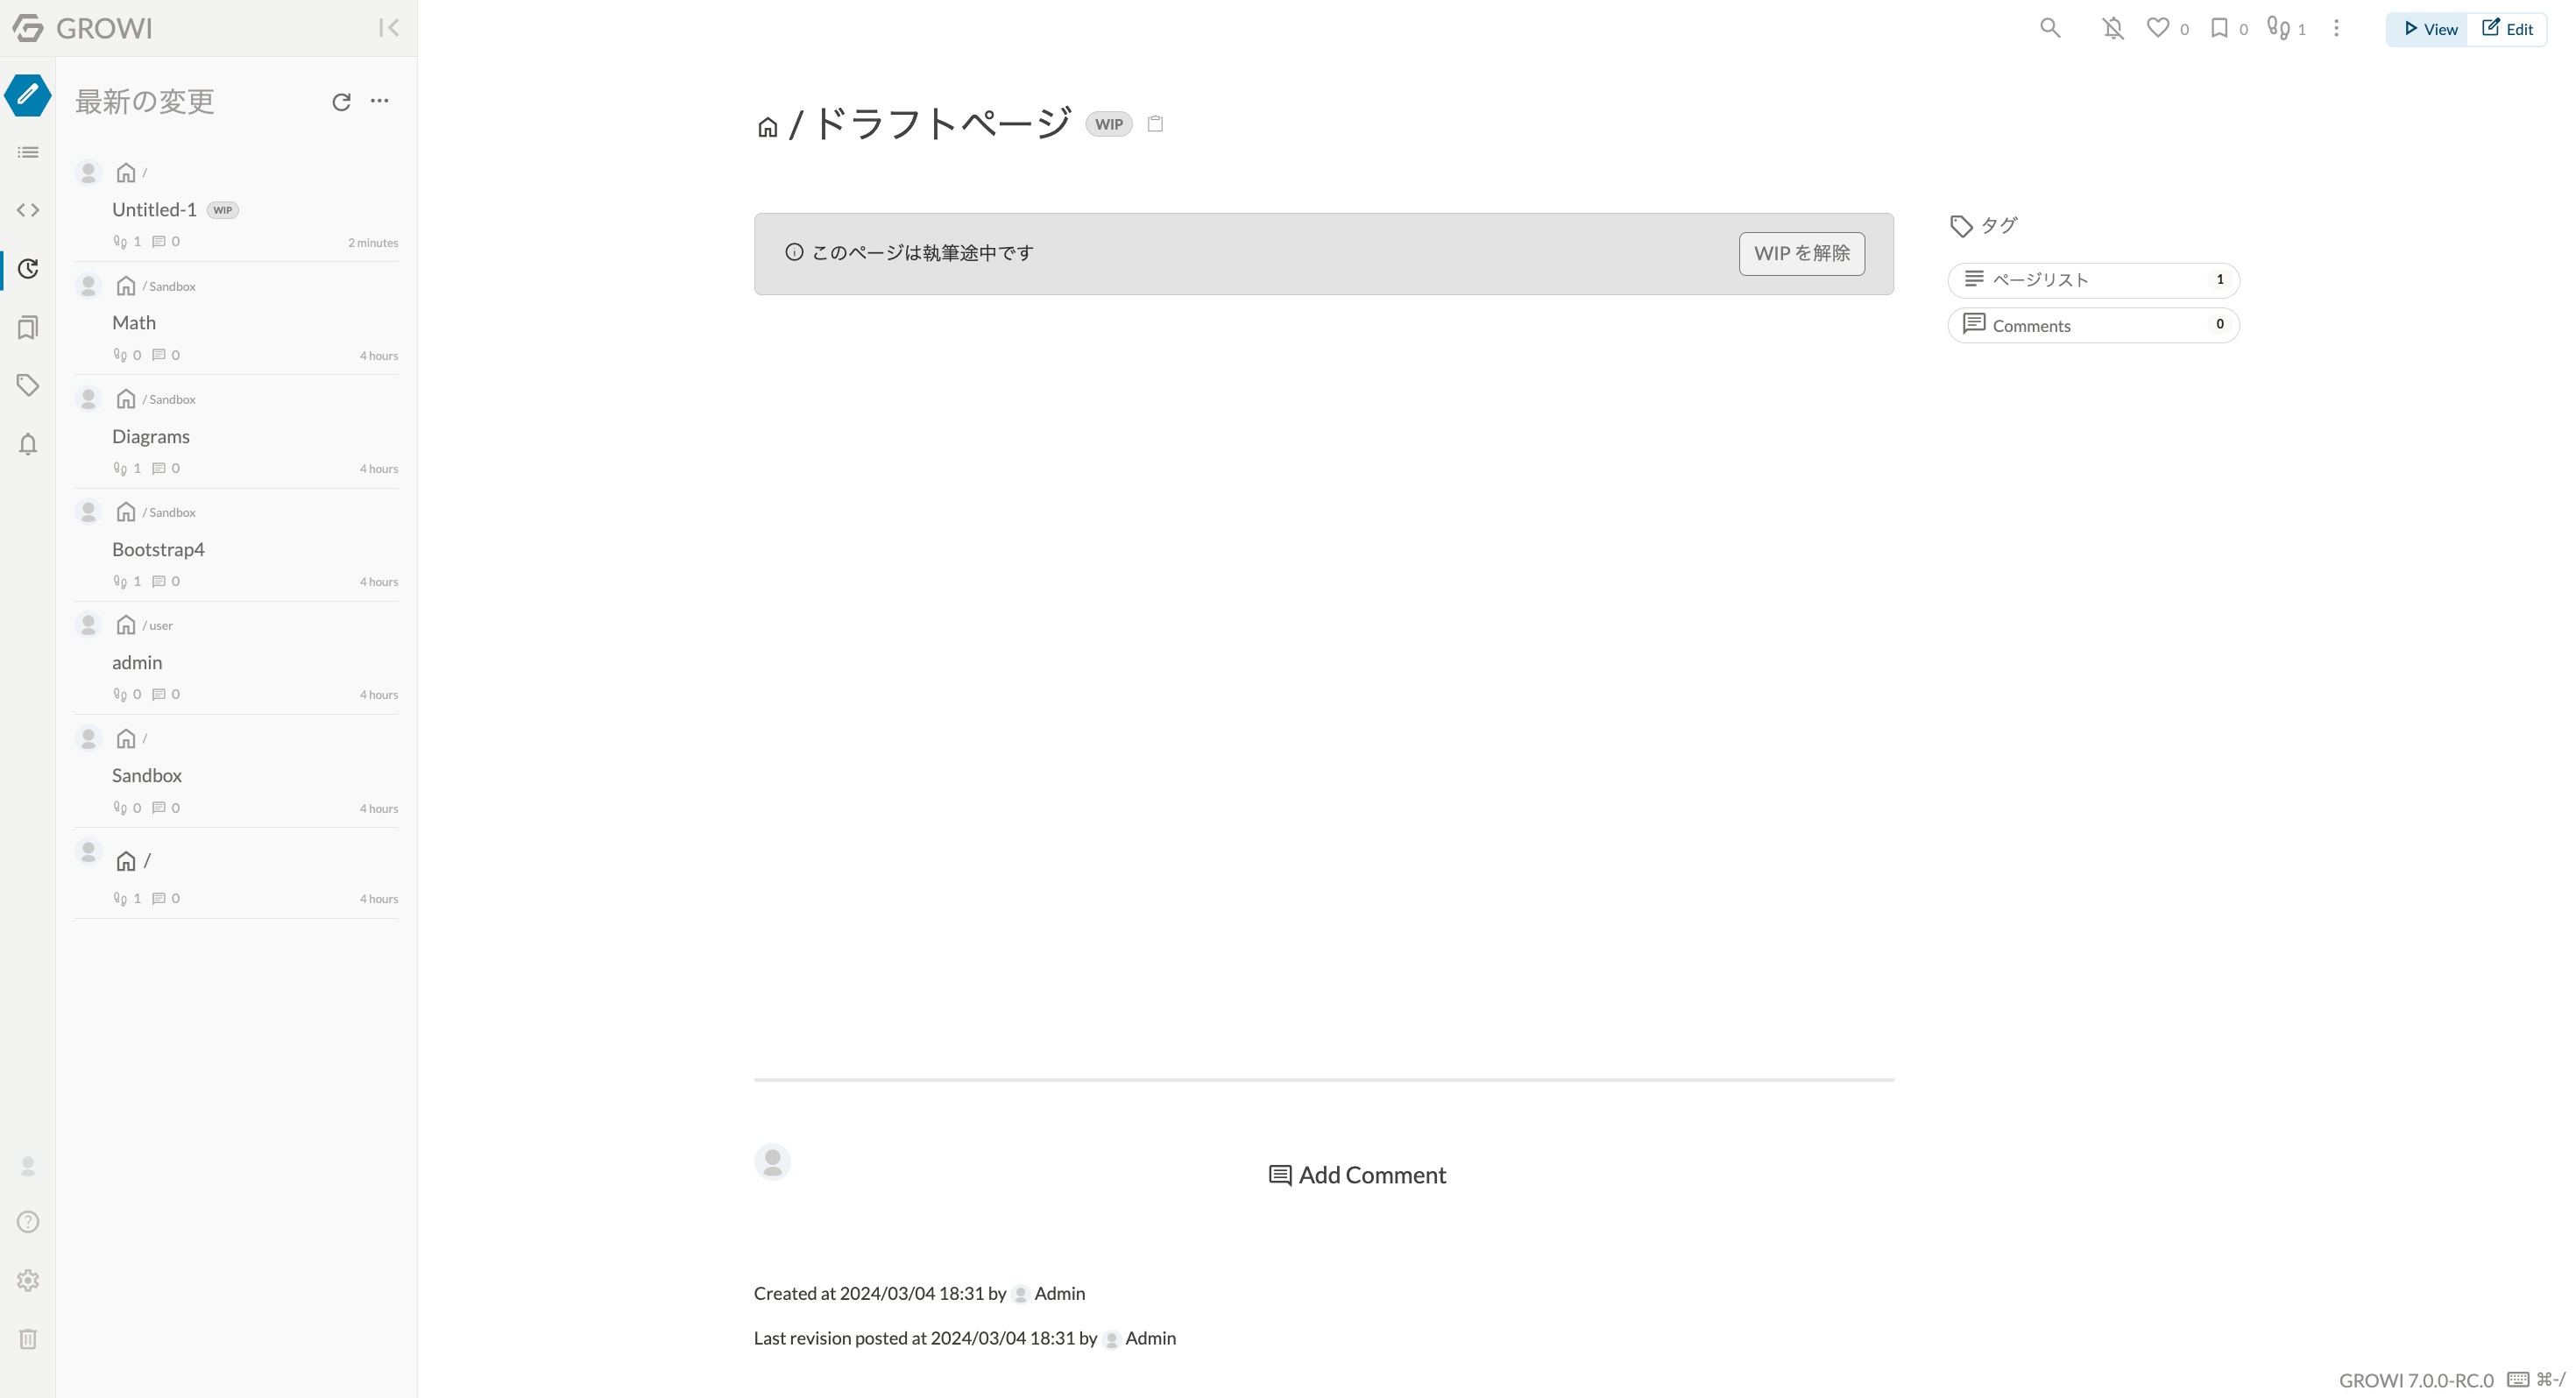 GROWI
0 0 1 View Edit
最新の変更
/
Untitled-1 WIP
1 0 2 minutes
/ Sandbox
Math
0 0 4 hours
/ Sandbox
Diagrams
1 0 4 hours
/ Sandbox
Bootstrap4
1 0 4 hours
/ user
admin
0 0 4 hours
/
Sandbox
0 0 4 hours
/
1 0 4 hours
/ ドラフトページ WIP
このページは執筆途中です WIP を解除
タグ
ページリスト 1
Comments 0
Add Comment
Created at 2024/03/04 18:31 by Admin
Last revision posted at 2024/03/04 18:31 by Admin
GROWI 7.0.0-RC.0 ⌘-/